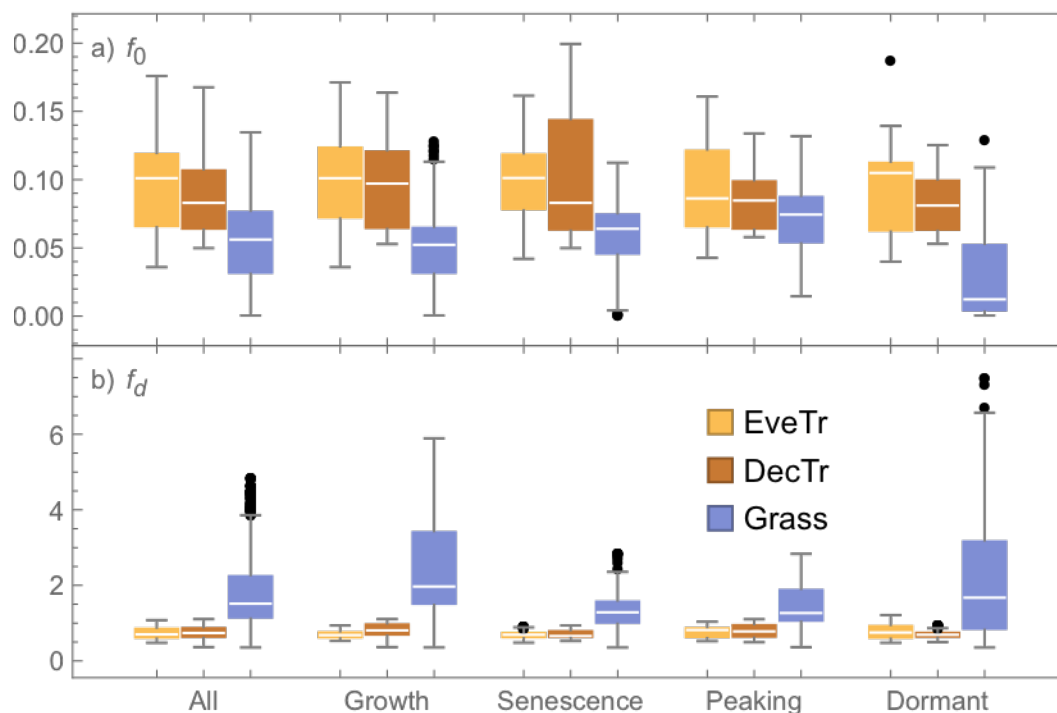 a) f0
0.20
0.15
0.10
0.05
0.00
b) fd
6
4
2
0
EveTr
DecTr
Grass
All Growth Senescence Peaking Dormant